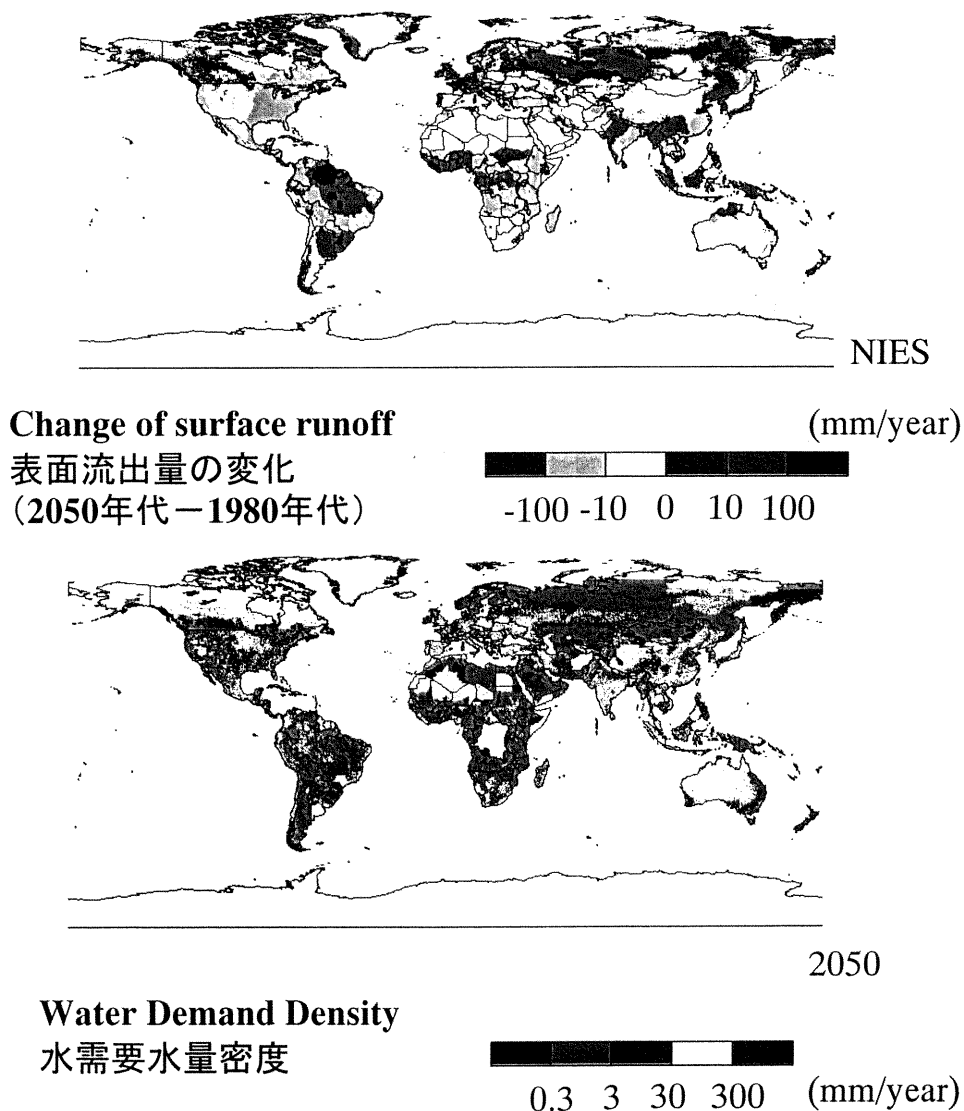 NIES
Change of surface runoff
(mm/year)
表面流出量の変化
(2050年代－1980年代)
-100 -10 0 10 100
2050
Water Demand Density
水需要水量密度
0.3 3 30 300 (mm/year)